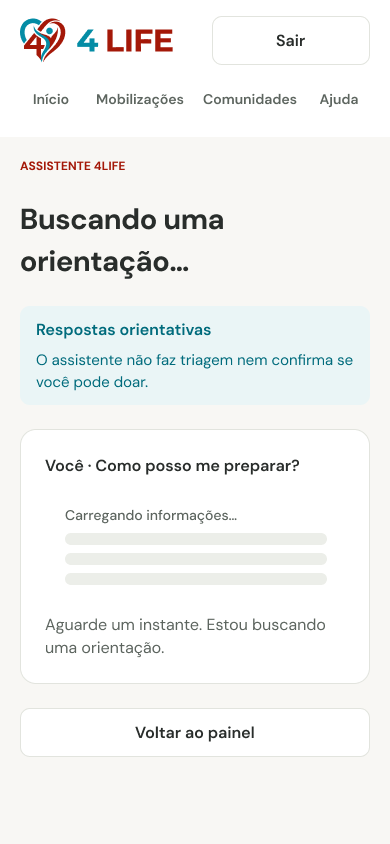 4 LIFE
Sair
Início Mobilizações Comunidades Ajuda
ASSISTENTE 4LIFE
Buscando uma
orientação…
Respostas orientativas
O assistente não faz triagem nem confirma se
você pode doar.
Você · Como posso me preparar?
Carregando informações…
Aguarde um instante. Estou buscando
uma orientação.
Voltar ao painel